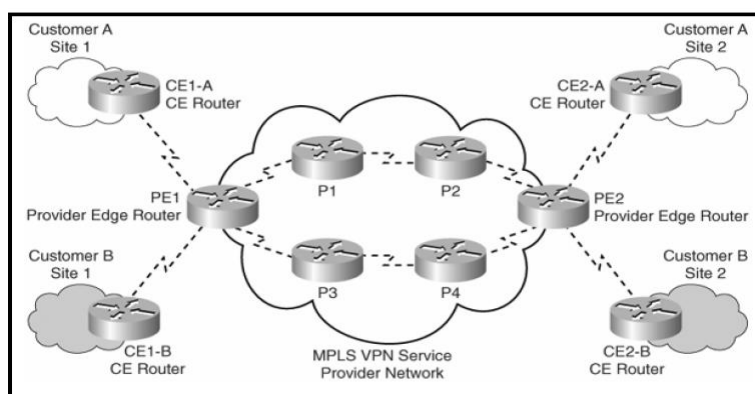 Customer A
Site 1
CE1-A
CE Router
Customer A
Site 2
CE2-A
CE Router
P1
P2
PE1
Provider Edge Router
PE2
Provider Edge Router
P3
P4
Customer B
Site 1
CE1-B
CE Router
MPLS VPN Service
Provider Network
Customer B
Site 2
CE2-B
CE Router